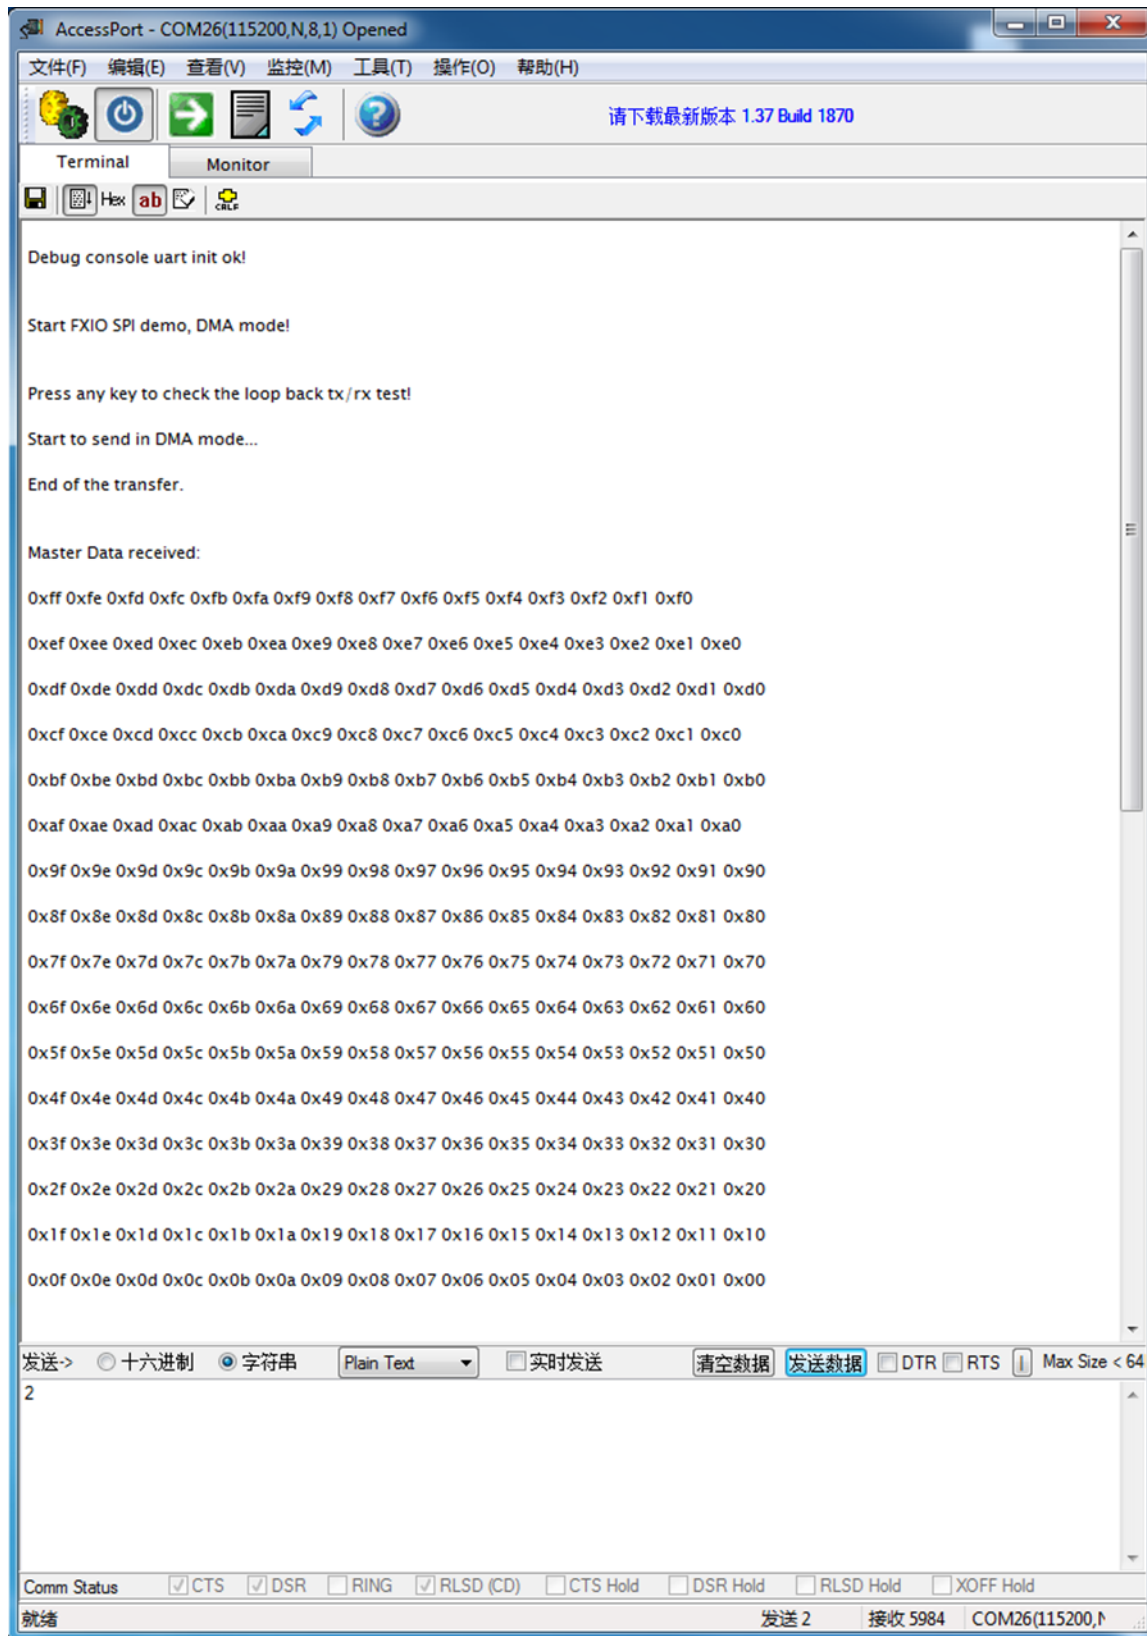 AccessPort - COM26(115200,N,8,1) Opened
文件(F) 编辑(E) 查看(V) 监控(M) 工具(T) 操作(O) 帮助(H)
请下载最新版本 1.37 Build 1870
Terminal Monitor
Hex ab CRLF
Debug console uart init ok!
Start FXIO SPI demo, DMA mode!
Press any key to check the loop back tx/rx test!
Start to send in DMA mode...
End of the transfer.
Master Data received:
0xff 0xfe 0xfd 0xfc 0xfb 0xfa 0xf9 0xf8 0xf7 0xf6 0xf5 0xf4 0xf3 0xf2 0xf1 0xf0
0xef 0xee 0xed 0xec 0xeb 0xea 0xe9 0xe8 0xe7 0xe6 0xe5 0xe4 0xe3 0xe2 0xe1 0xe0
0xdf 0xde 0xdd 0xdc 0xdb 0xda 0xd9 0xd8 0xd7 0xd6 0xd5 0xd4 0xd3 0xd2 0xd1 0xd0
0xcf 0xce 0xcd 0xcc 0xcb 0xca 0xc9 0xc8 0xc7 0xc6 0xc5 0xc4 0xc3 0xc2 0xc1 0xc0
0xbf 0xbe 0xbd 0xbc 0xbb 0xba 0xb9 0xb8 0xb7 0xb6 0xb5 0xb4 0xb3 0xb2 0xb1 0xb0
0xaf 0xae 0xad 0xac 0xab 0xaa 0xa9 0xa8 0xa7 0xa6 0xa5 0xa4 0xa3 0xa2 0xa1 0xa0
0x9f 0x9e 0x9d 0x9c 0x9b 0x9a 0x99 0x98 0x97 0x96 0x95 0x94 0x93 0x92 0x91 0x90
0x8f 0x8e 0x8d 0x8c 0x8b 0x8a 0x89 0x88 0x87 0x86 0x85 0x84 0x83 0x82 0x81 0x80
0x7f 0x7e 0x7d 0x7c 0x7b 0x7a 0x79 0x78 0x77 0x76 0x75 0x74 0x73 0x72 0x71 0x70
0x6f 0x6e 0x6d 0x6c 0x6b 0x6a 0x69 0x68 0x67 0x66 0x65 0x64 0x63 0x62 0x61 0x60
0x5f 0x5e 0x5d 0x5c 0x5b 0x5a 0x59 0x58 0x57 0x56 0x55 0x54 0x53 0x52 0x51 0x50
0x4f 0x4e 0x4d 0x4c 0x4b 0x4a 0x49 0x48 0x47 0x46 0x45 0x44 0x43 0x42 0x41 0x40
0x3f 0x3e 0x3d 0x3c 0x3b 0x3a 0x39 0x38 0x37 0x36 0x35 0x34 0x33 0x32 0x31 0x30
0x2f 0x2e 0x2d 0x2c 0x2b 0x2a 0x29 0x28 0x27 0x26 0x25 0x24 0x23 0x22 0x21 0x20
0x1f 0x1e 0x1d 0x1c 0x1b 0x1a 0x19 0x18 0x17 0x16 0x15 0x14 0x13 0x12 0x11 0x10
0x0f 0x0e 0x0d 0x0c 0x0b 0x0a 0x09 0x08 0x07 0x06 0x05 0x04 0x03 0x02 0x01 0x00
发送-> 十六进制 字符串 Plain Text 实时发送 清空数据 发送数据 DTR RTS Max Size < 64
2
Comm Status CTS DSR RING RLSD (CD) CTS Hold DSR Hold RLSD Hold XOFF Hold
就绪 发送 2 接收 5984 COM26(115200,N